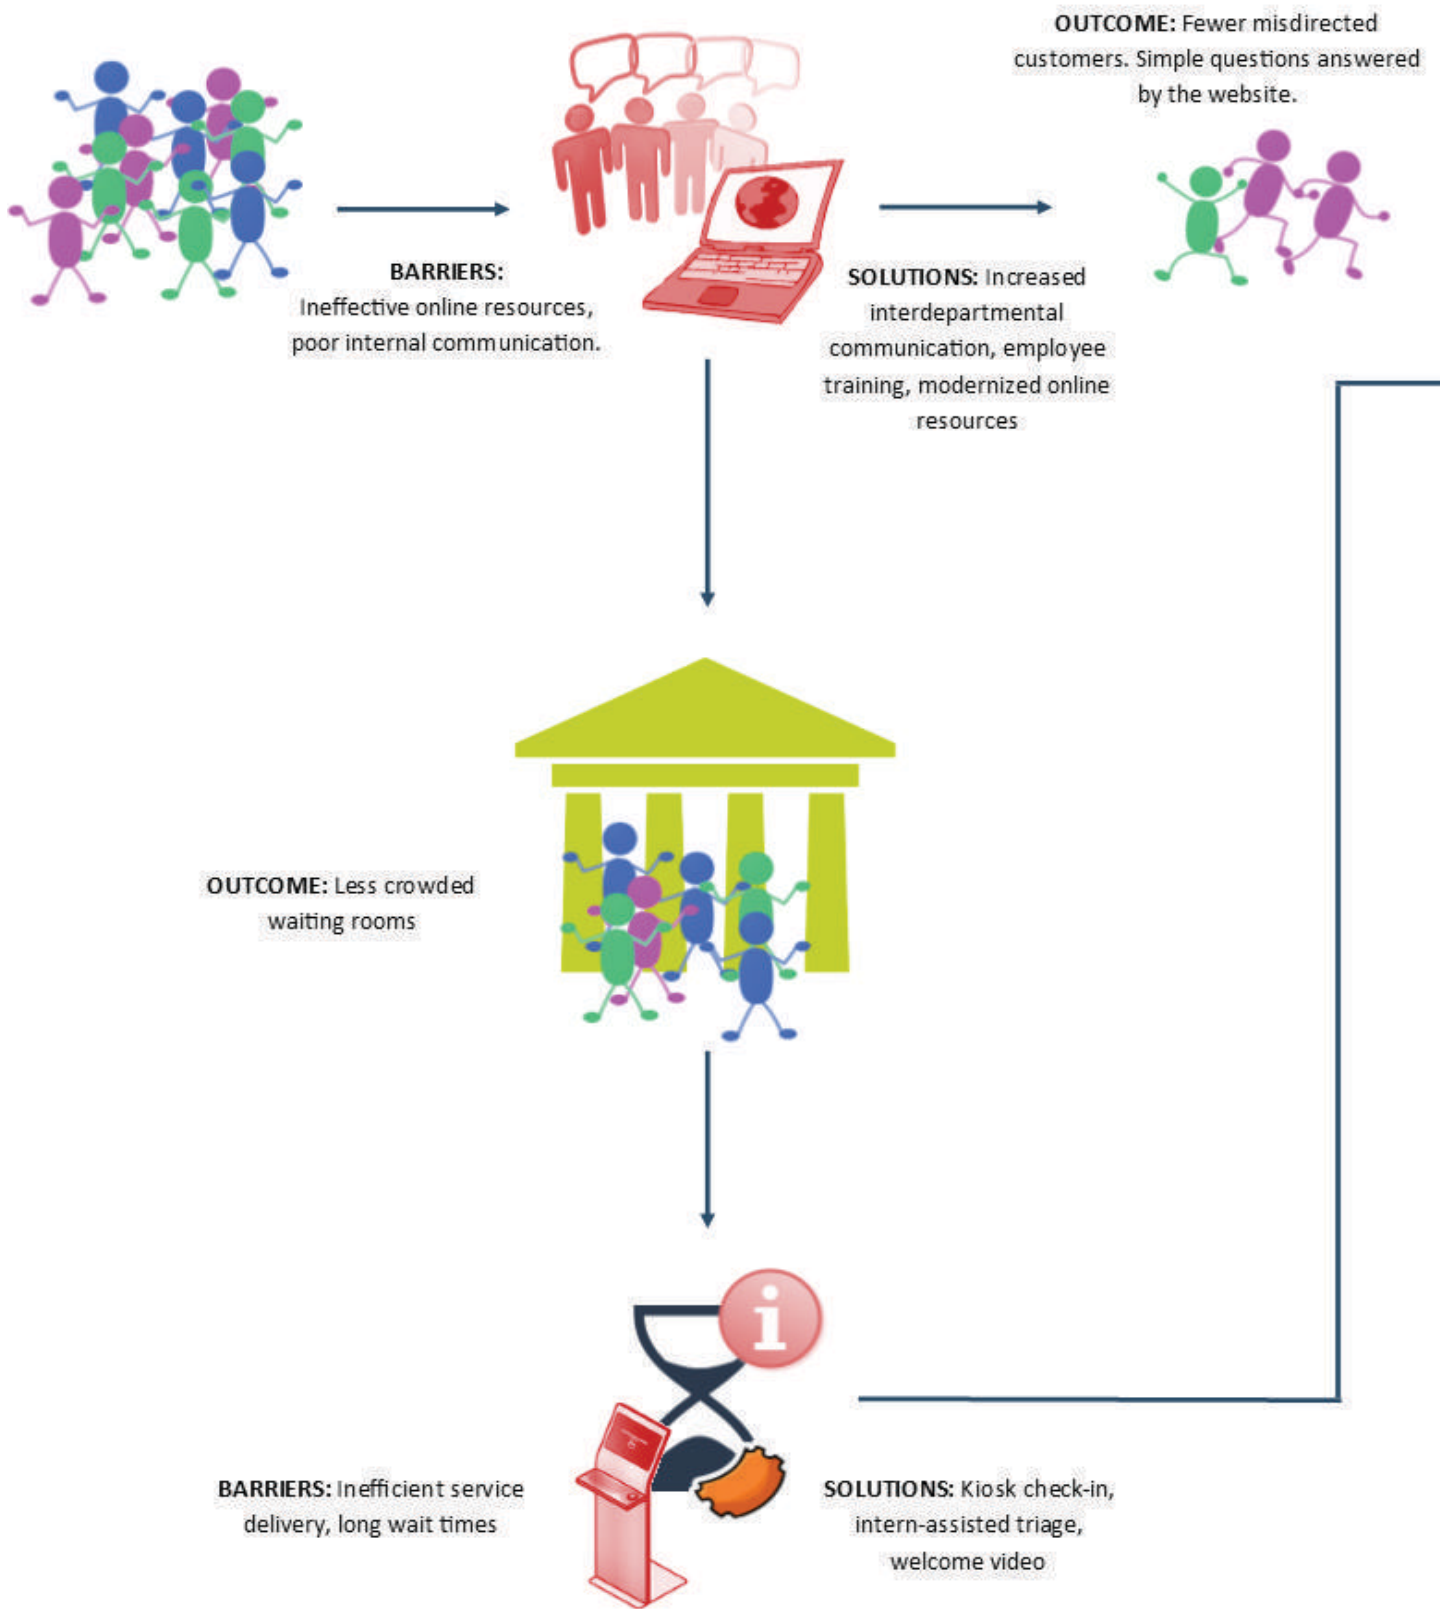 OUTCOME: Fewer misdirected
customers. Simple questions answered
by the website.
BARRIERS:
Ineffective online resources,
poor internal communication.
SOLUTIONS: Increased
interdepartmental
communication, employee
training, modernized online
resources
OUTCOME: Less crowded
waiting rooms
i
BARRIERS: Inefficient service
delivery, long wait times
SOLUTIONS: Kiosk check-in,
intern-assisted triage,
welcome video